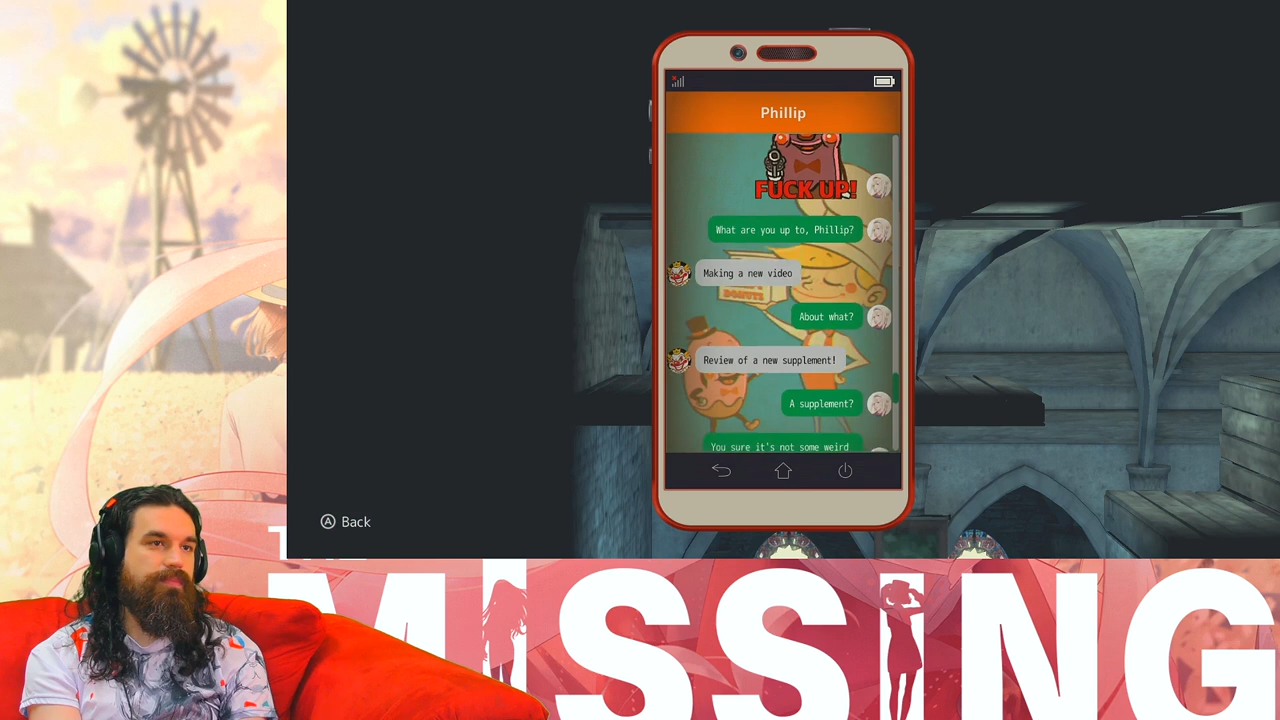 Phillip
FUCK UP!
What are you up to, Phillip?
Making a new video
DONUTS
About what?
Review of a new supplement!
A supplement?
You sure it's not some weird
A Back
MISSING